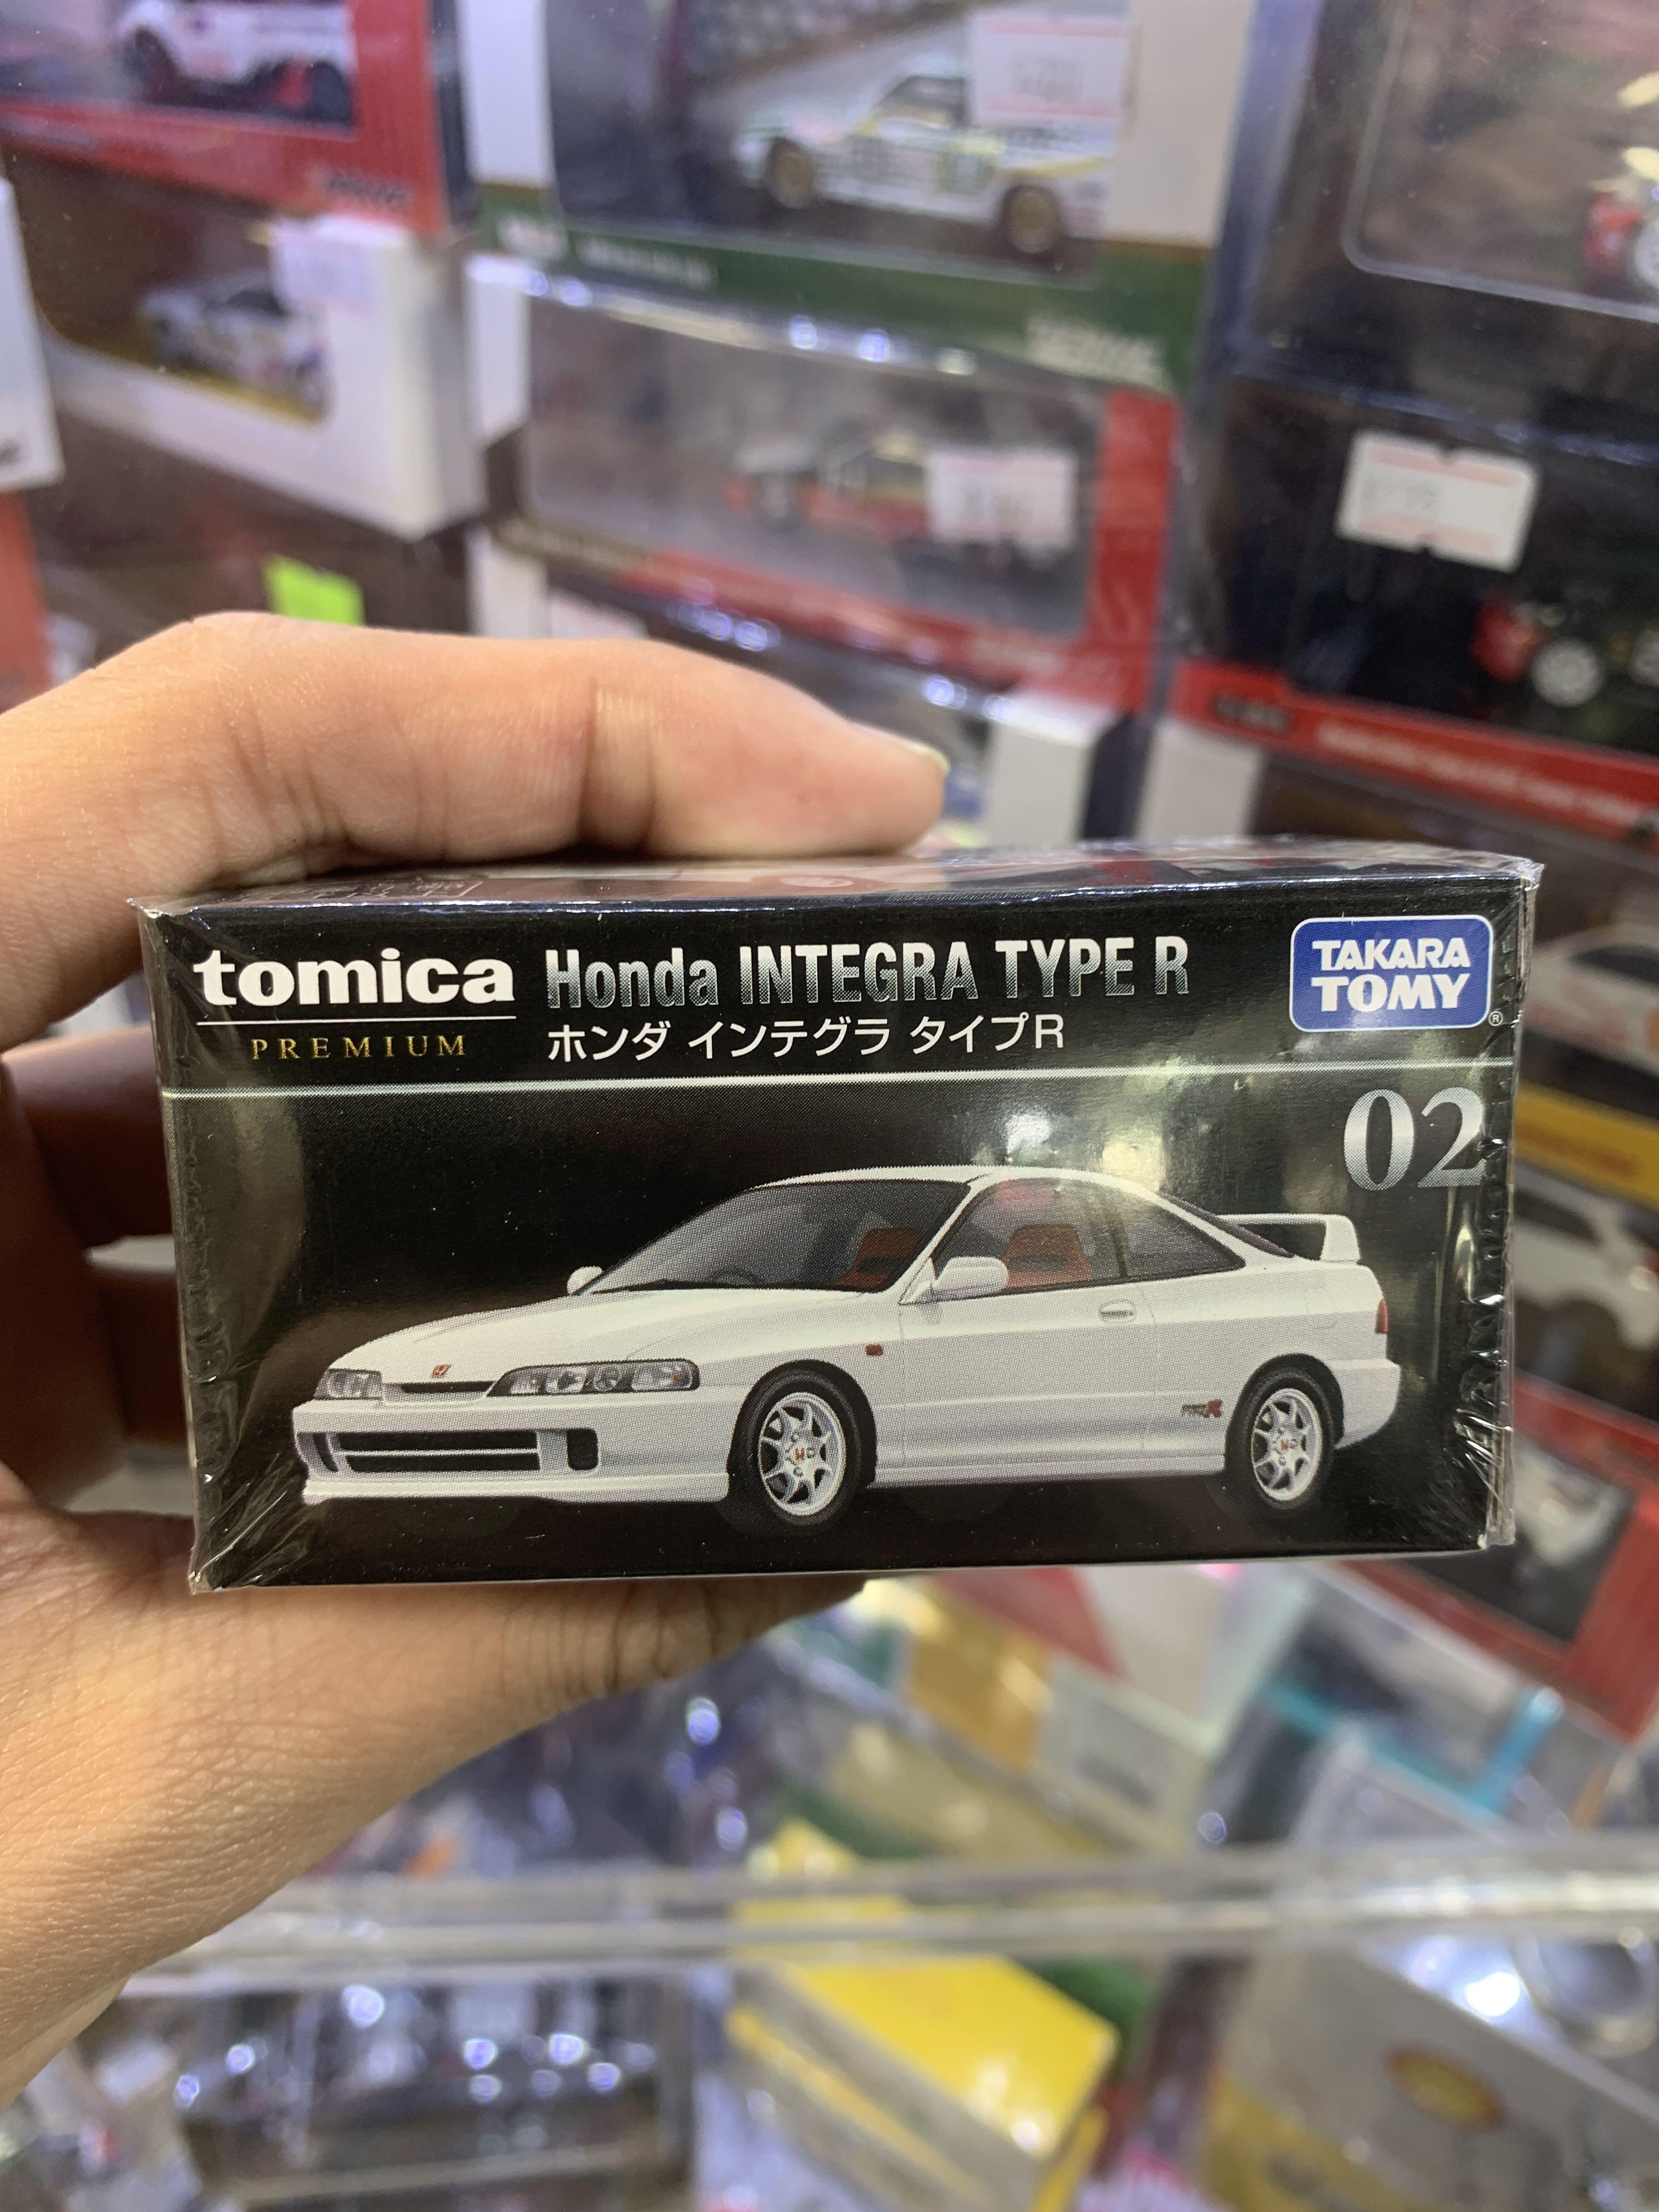 tomica
PREMIUM
Honda INTEGRA TYPE R
ホンダ インテグラ タイプR
TAKARA
TOMY
®
02
TYPE R